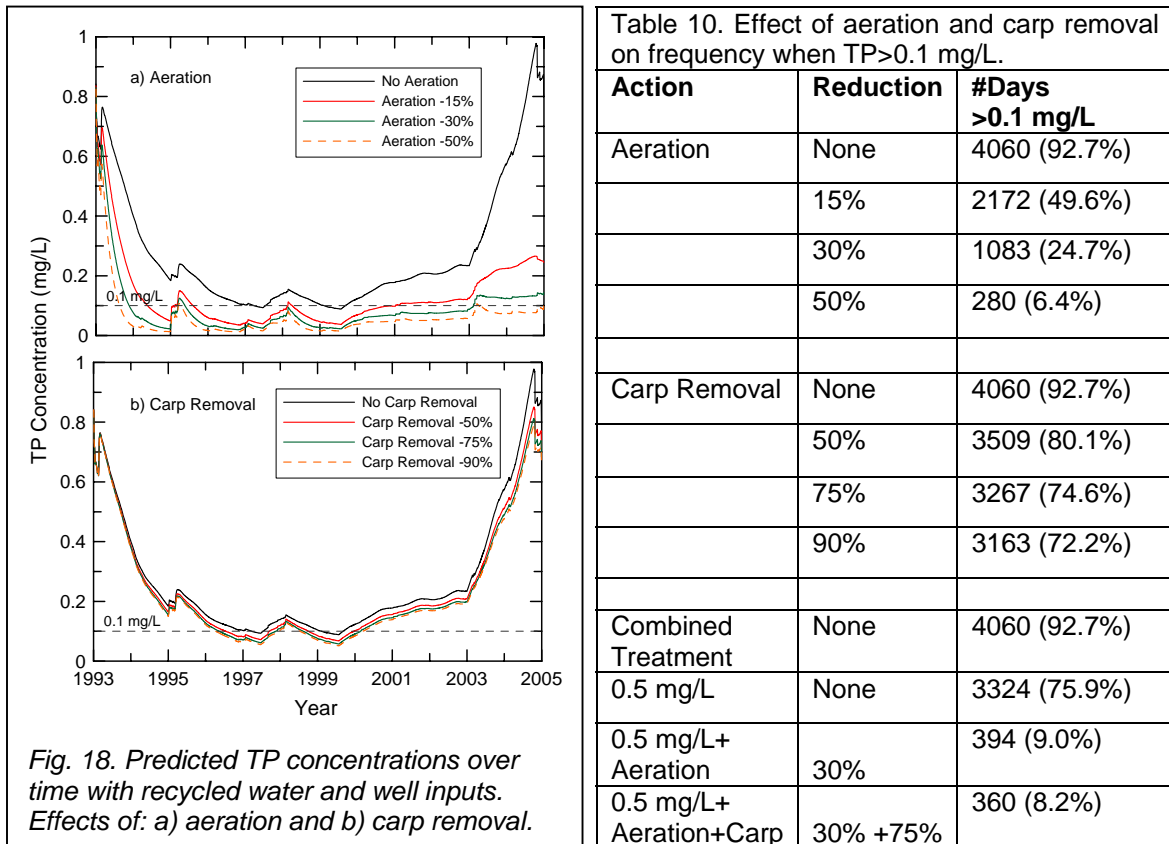 TP Concentration (mg/L)
1
0.8
0.6
0.4
0.2
0
a) Aeration
No Aeration
Aeration -15%
Aeration -30%
Aeration -50%
0.1 mg/L
1993 1995 1997 1999 2001 2003 2005
1
0.8
0.6
0.4
0.2
0
b) Carp Removal
No Carp Removal
Carp Removal -50%
Carp Removal -75%
Carp Removal -90%
0.1 mg/L
1993 1995 1997 1999 2001 2003 2005
Year
Fig. 18. Predicted TP concentrations over
time with recycled water and well inputs.
Effects of: a) aeration and b) carp removal.
Table 10. Effect of aeration and carp removal
on frequency when TP>0.1 mg/L.
Action Reduction #Days
>0.1 mg/L
Aeration None 4060 (92.7%)
15% 2172 (49.6%)
30% 1083 (24.7%)
50% 280 (6.4%)
Carp Removal None 4060 (92.7%)
50% 3509 (80.1%)
75% 3267 (74.6%)
90% 3163 (72.2%)
Combined None 4060 (92.7%)
Treatment
0.5 mg/L None 3324 (75.9%)
0.5 mg/L+ 394 (9.0%)
Aeration 30%
0.5 mg/L+ 360 (8.2%)
Aeration+Carp 30% +75%